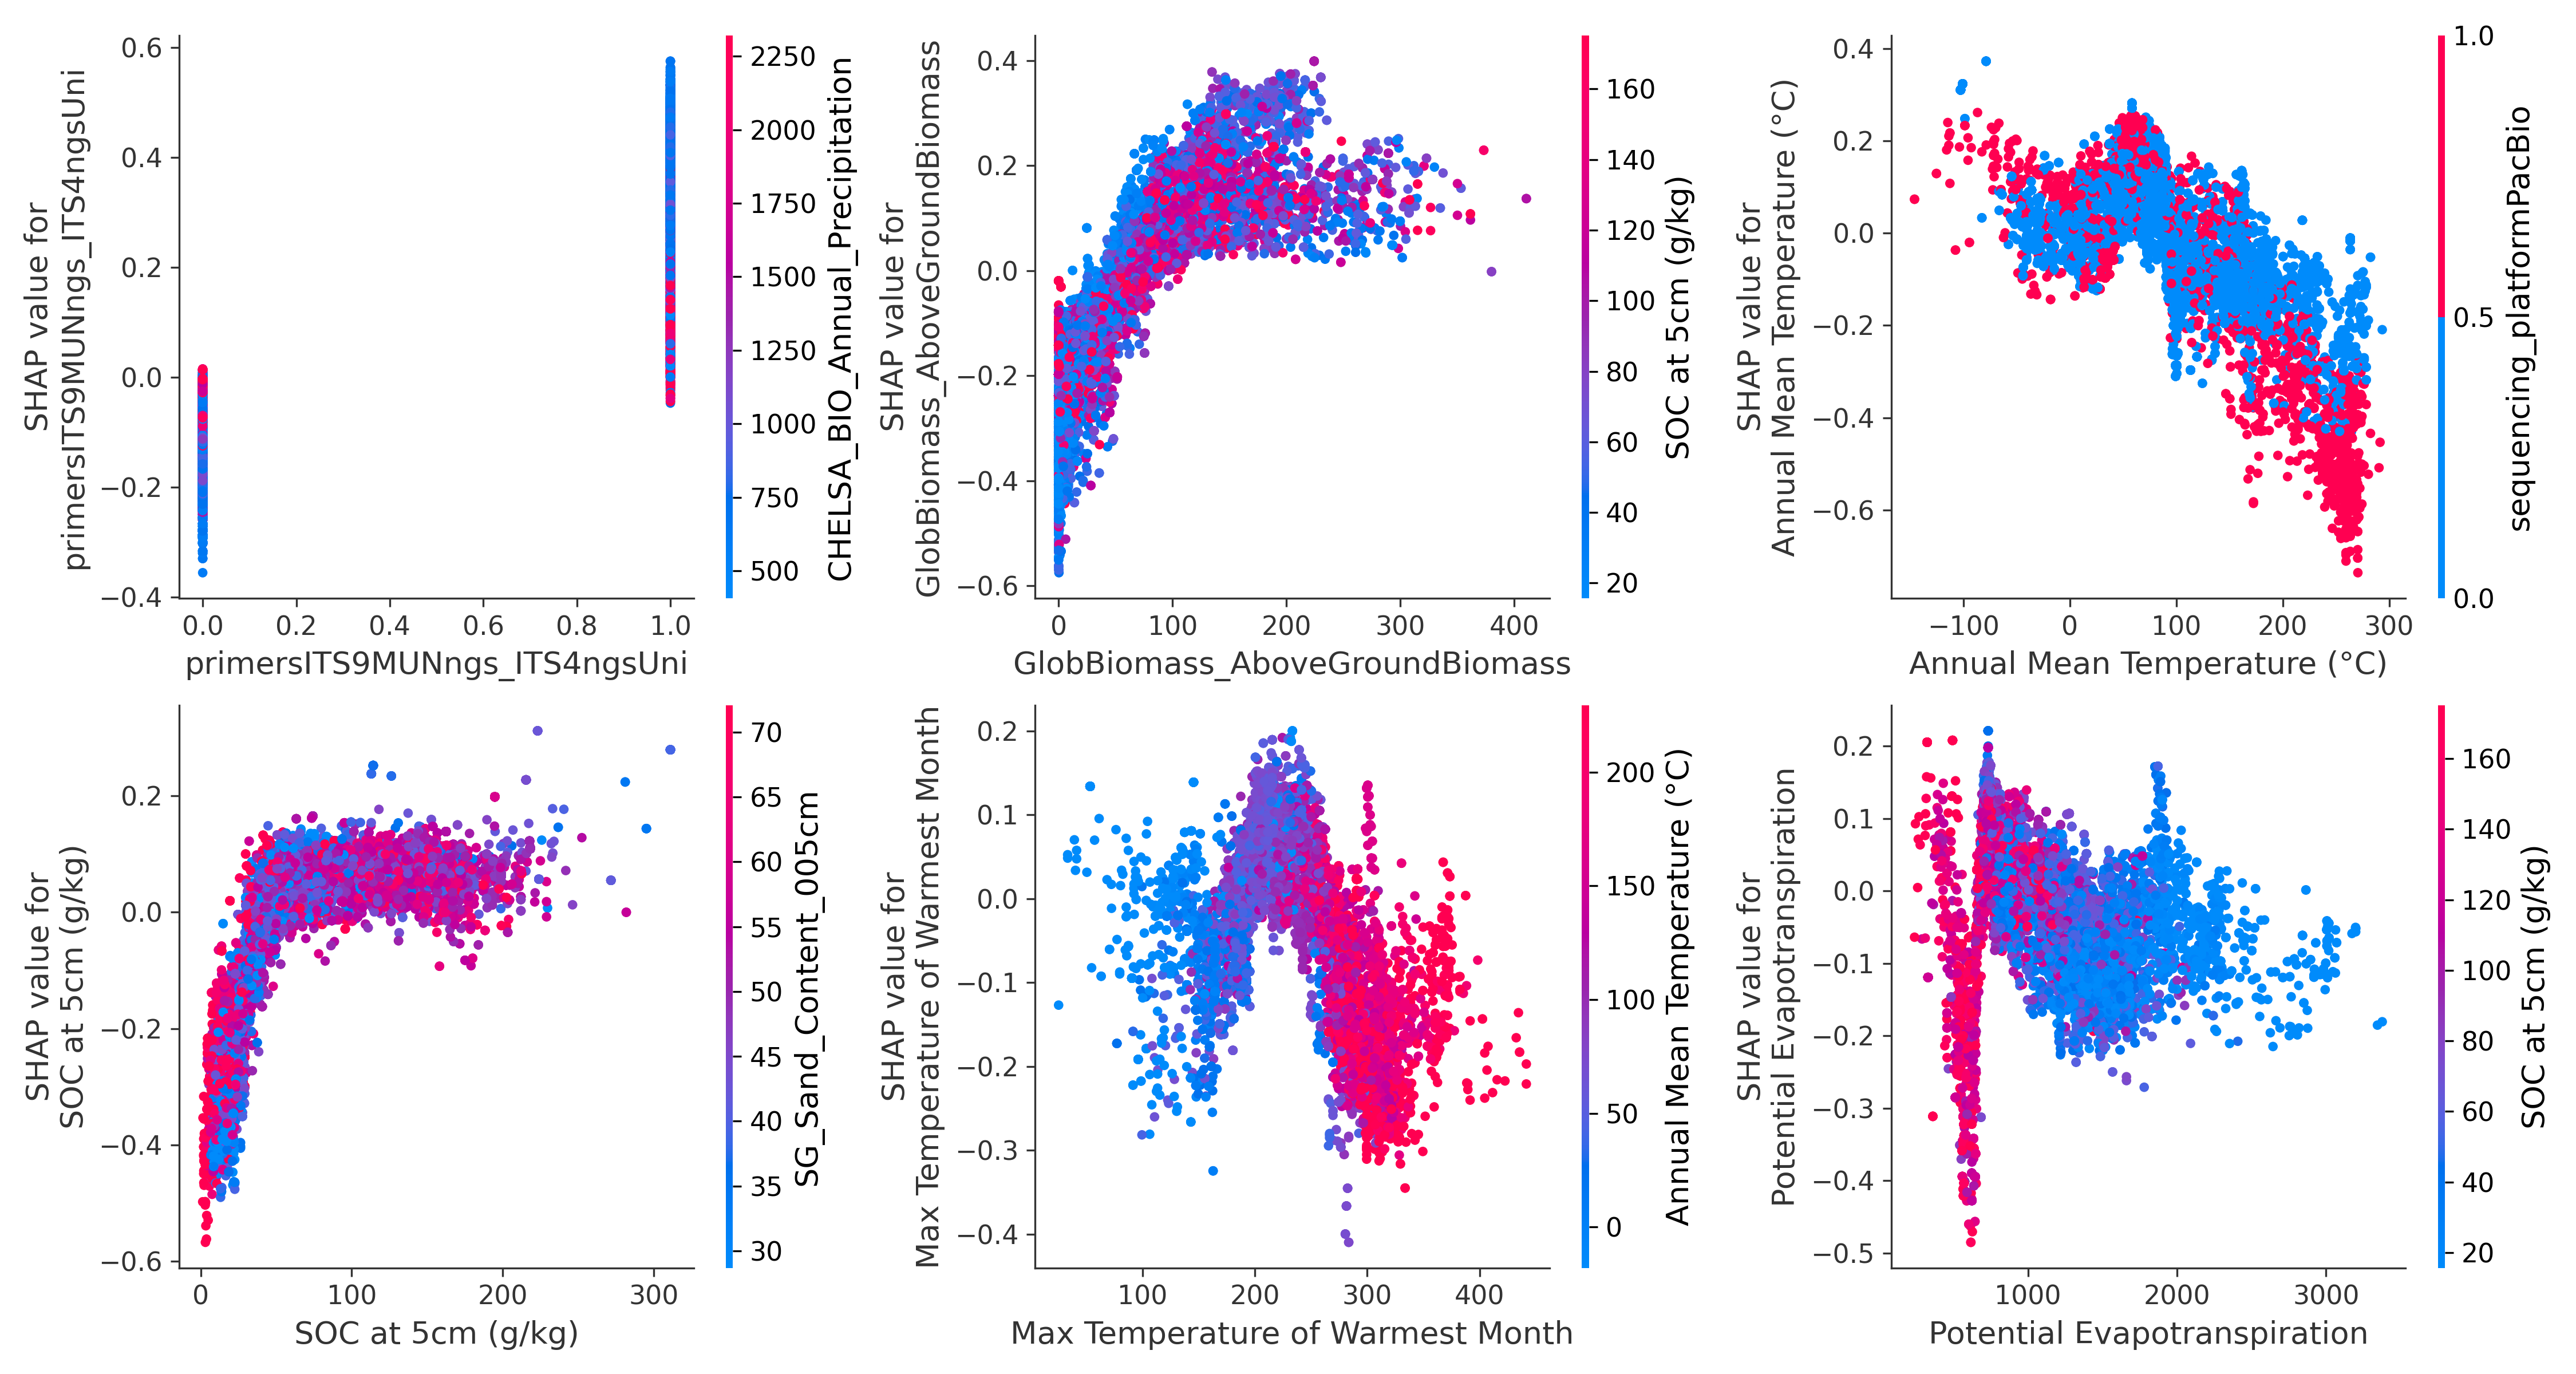 SHAP value for
primersITS9MUNngs_ITS4ngsUni
0.6
0.4
0.2
0.0
−0.2
−0.4
0.0 0.2 0.4 0.6 0.8 1.0
primersITS9MUNngs_ITS4ngsUni
2250
2000
1750
1500
1250
1000
750
500
CHELSA_BIO_Annual_Precipitation
SHAP value for
GlobBiomass_AboveGroundBiomass
0.4
0.2
0.0
−0.2
−0.4
−0.6
0 100 200 300 400
GlobBiomass_AboveGroundBiomass
160
140
120
100
80
60
40
20
SOC at 5cm (g/kg)
SHAP value for
Annual Mean Temperature (°C)
0.4
0.2
0.0
−0.2
−0.4
−0.6
−100 0 100 200 300
Annual Mean Temperature (°C)
1.0
0.5
0.0
sequencing_platformPacBio
SHAP value for
SOC at 5cm (g/kg)
0.2
0.0
−0.2
−0.4
−0.6
0 100 200 300
SOC at 5cm (g/kg)
70
65
60
55
50
45
40
35
30
SG_Sand_Content_005cm
SHAP value for
Max Temperature of Warmest Month
0.2
0.1
0.0
−0.1
−0.2
−0.3
−0.4
100 200 300 400
Max Temperature of Warmest Month
200
150
100
50
0
Annual Mean Temperature (°C)
SHAP value for
Potential Evapotranspiration
0.2
0.1
0.0
−0.1
−0.2
−0.3
−0.4
−0.5
1000 2000 3000
Potential Evapotranspiration
160
140
120
100
80
60
40
20
SOC at 5cm (g/kg)